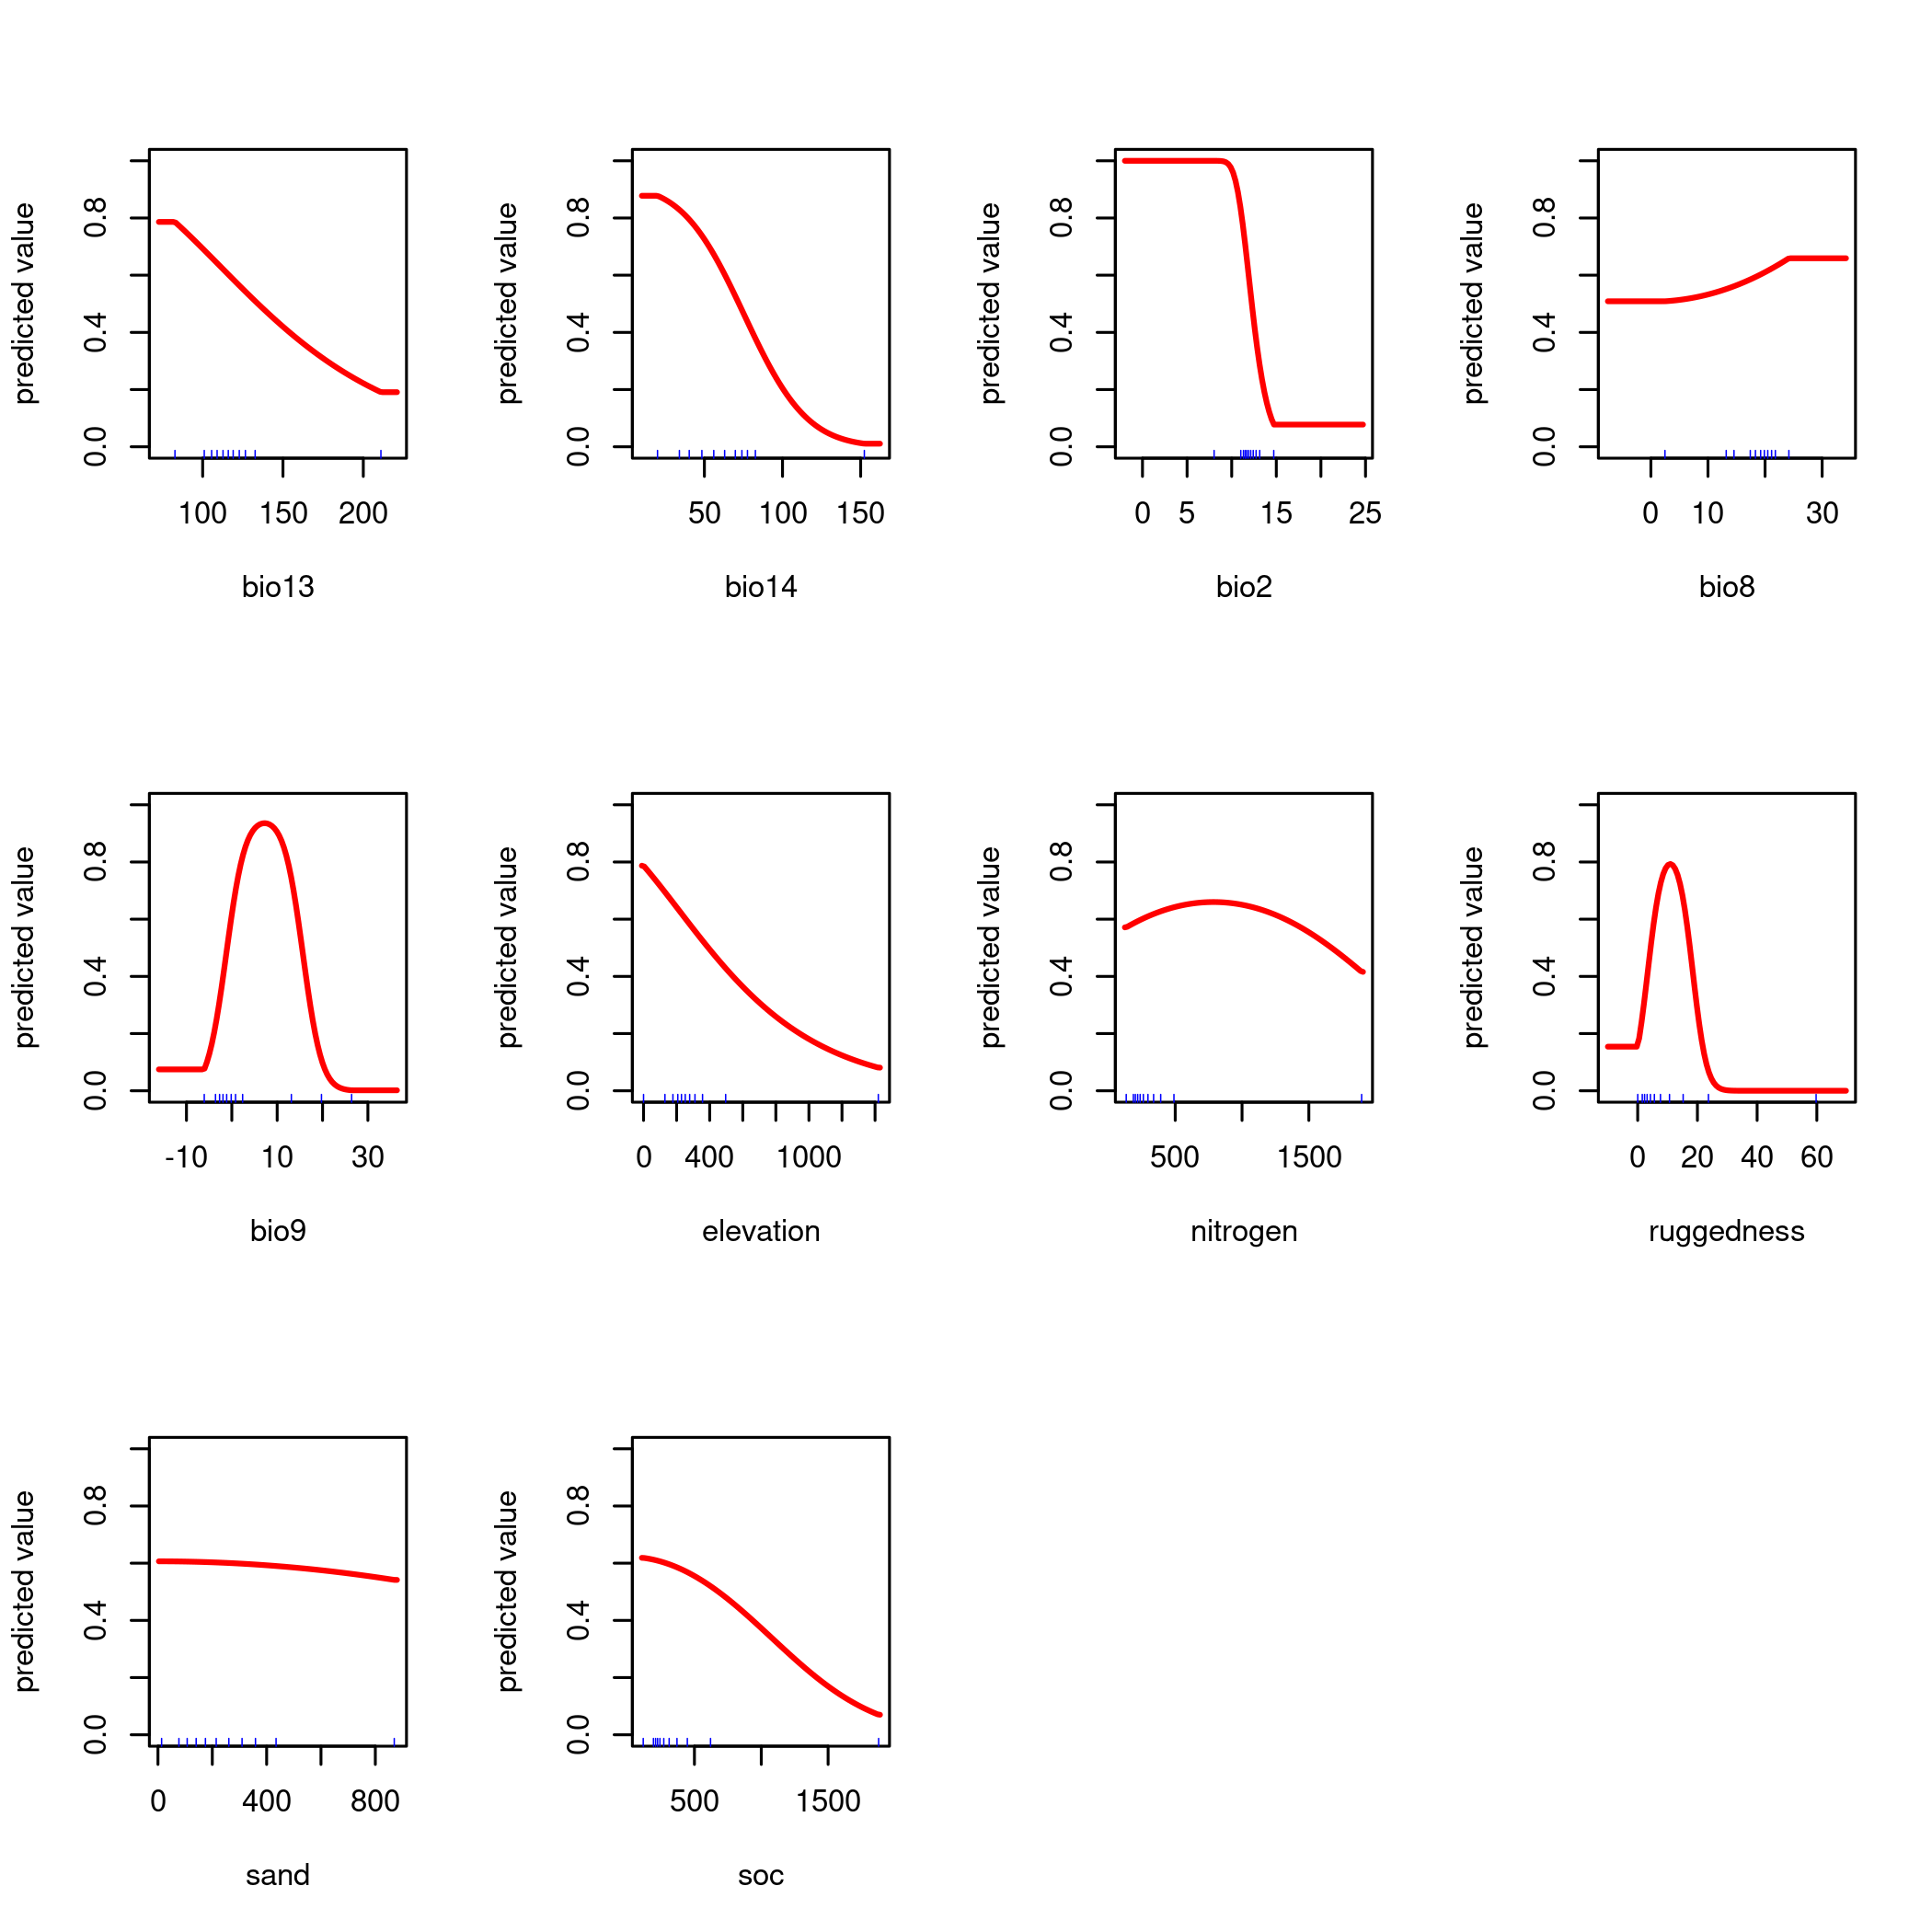 predicted value
0.0 0.4 0.8
100 150 200
bio13
predicted value
0.0 0.4 0.8
50 100 150
bio14
predicted value
0.0 0.4 0.8
0 5 15 25
bio2
predicted value
0.0 0.4 0.8
0 10 30
bio8
predicted value
0.0 0.4 0.8
-10 10 30
bio9
predicted value
0.0 0.4 0.8
0 400 1000
elevation
predicted value
0.0 0.4 0.8
500 1500
nitrogen
predicted value
0.0 0.4 0.8
0 20 40 60
ruggedness
predicted value
0.0 0.4 0.8
0 400 800
sand
predicted value
0.0 0.4 0.8
500 1500
soc